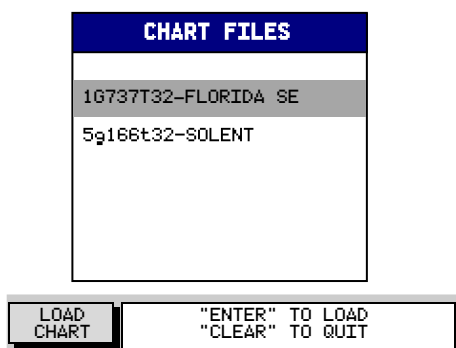 CHART FILES
1G737T32-FLORIDA SE
5g166t32-SOLENT
LOAD
CHART
"ENTER" TO LOAD
"CLEAR" TO QUIT